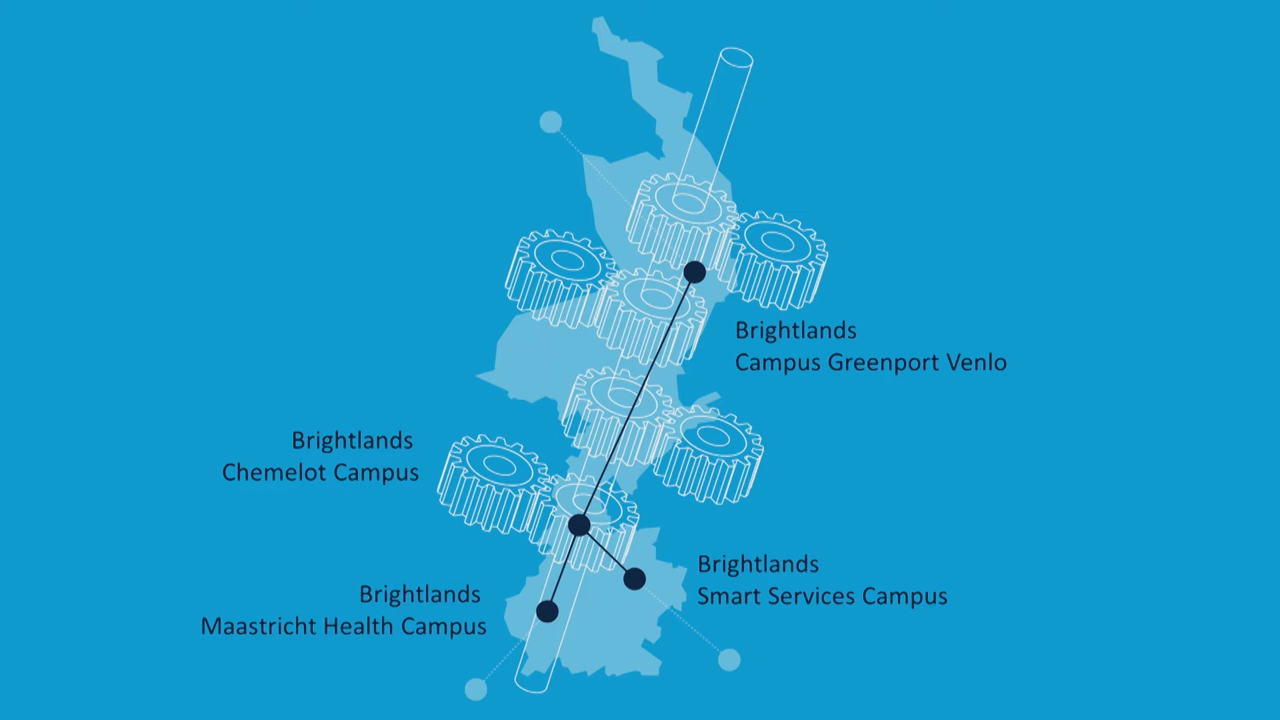 Brightlands
Campus Greenport Venlo
Brightlands
Chemelot Campus
Brightlands
Smart Services Campus
Brightlands
Maastricht Health Campus